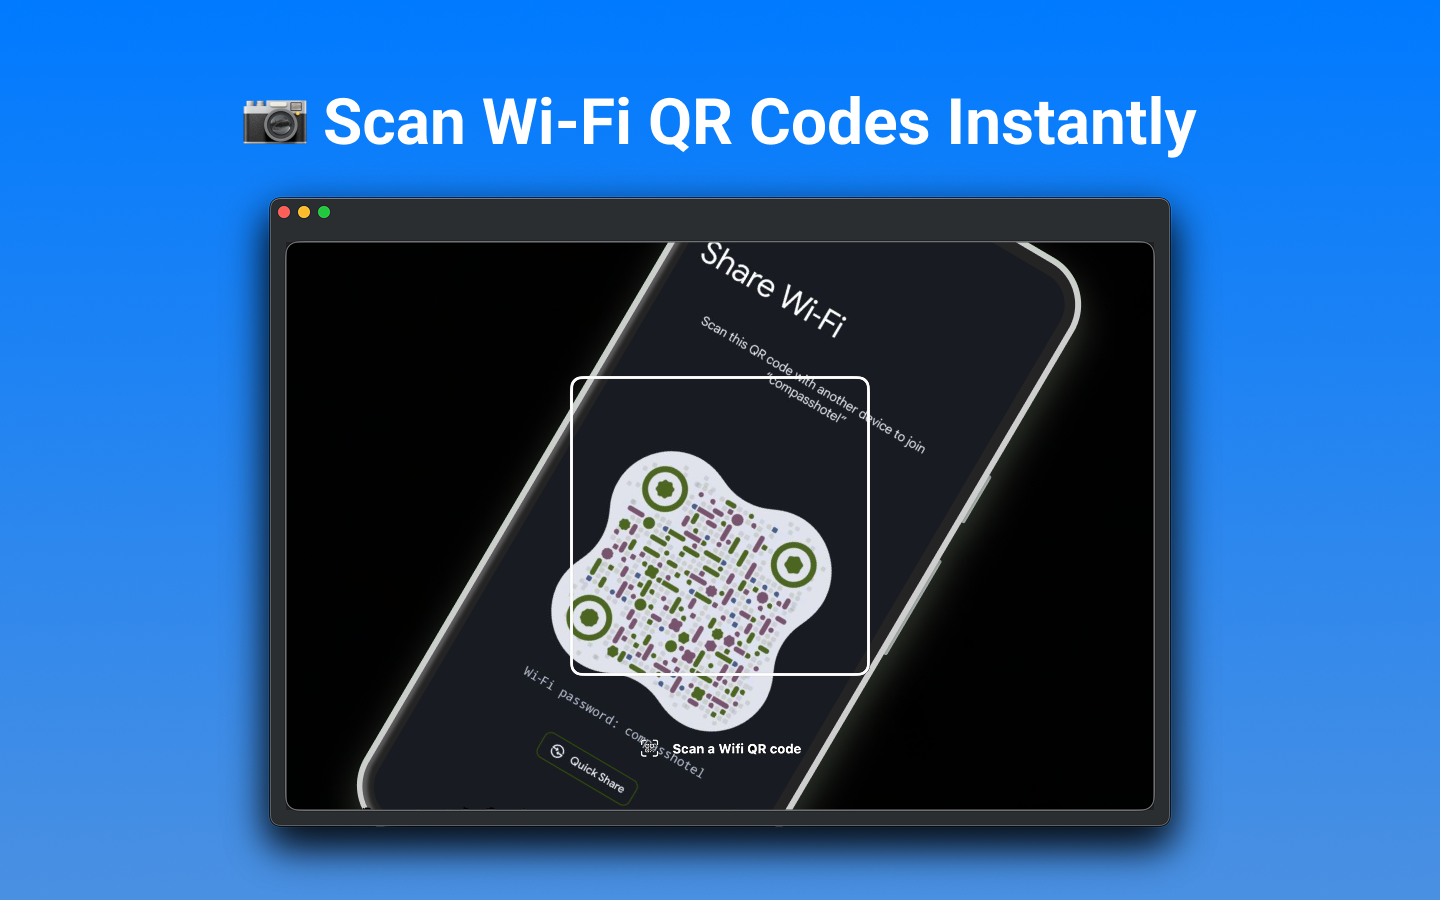 Scan Wi-Fi QR Codes Instantly
Share Wi-Fi
Scan this QR code with another device to join
“compasshotel”
Wi-Fi password: compasshotel
Scan a Wifi QR code
Quick Share